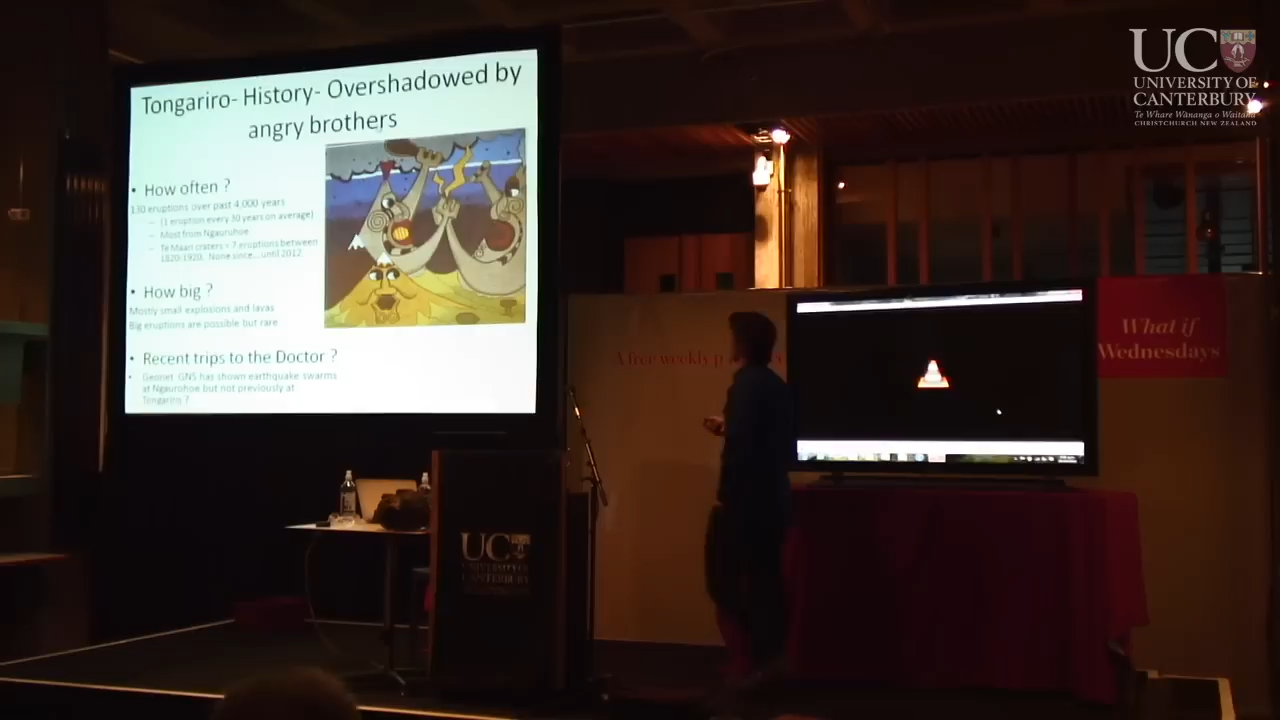 Tongariro- History- Overshadowed by
angry brothers
• How often ?
130 eruptions over past 4,000 years
– (1 eruption every 30 years on average)
– Most from Ngauruhoe
– Te Maari craters = 7 eruptions between
1820-1920. None since... until 2012
• How big ?
Mostly small explosions and lavas
Big eruptions are possible but rare
• Recent trips to the Doctor ?
• Geonet GNS has shown earthquake swarms
at Ngauruhoe but not previously at
Tongariro ?
UC
UNIVERSITY OF
CANTERBURY
Te Whare Wānanga o Waitaha
CHRISTCHURCH NEW ZEALAND
A free weekly
What if
Wednesdays
UC
UNIVERSITY OF
CANTERBURY